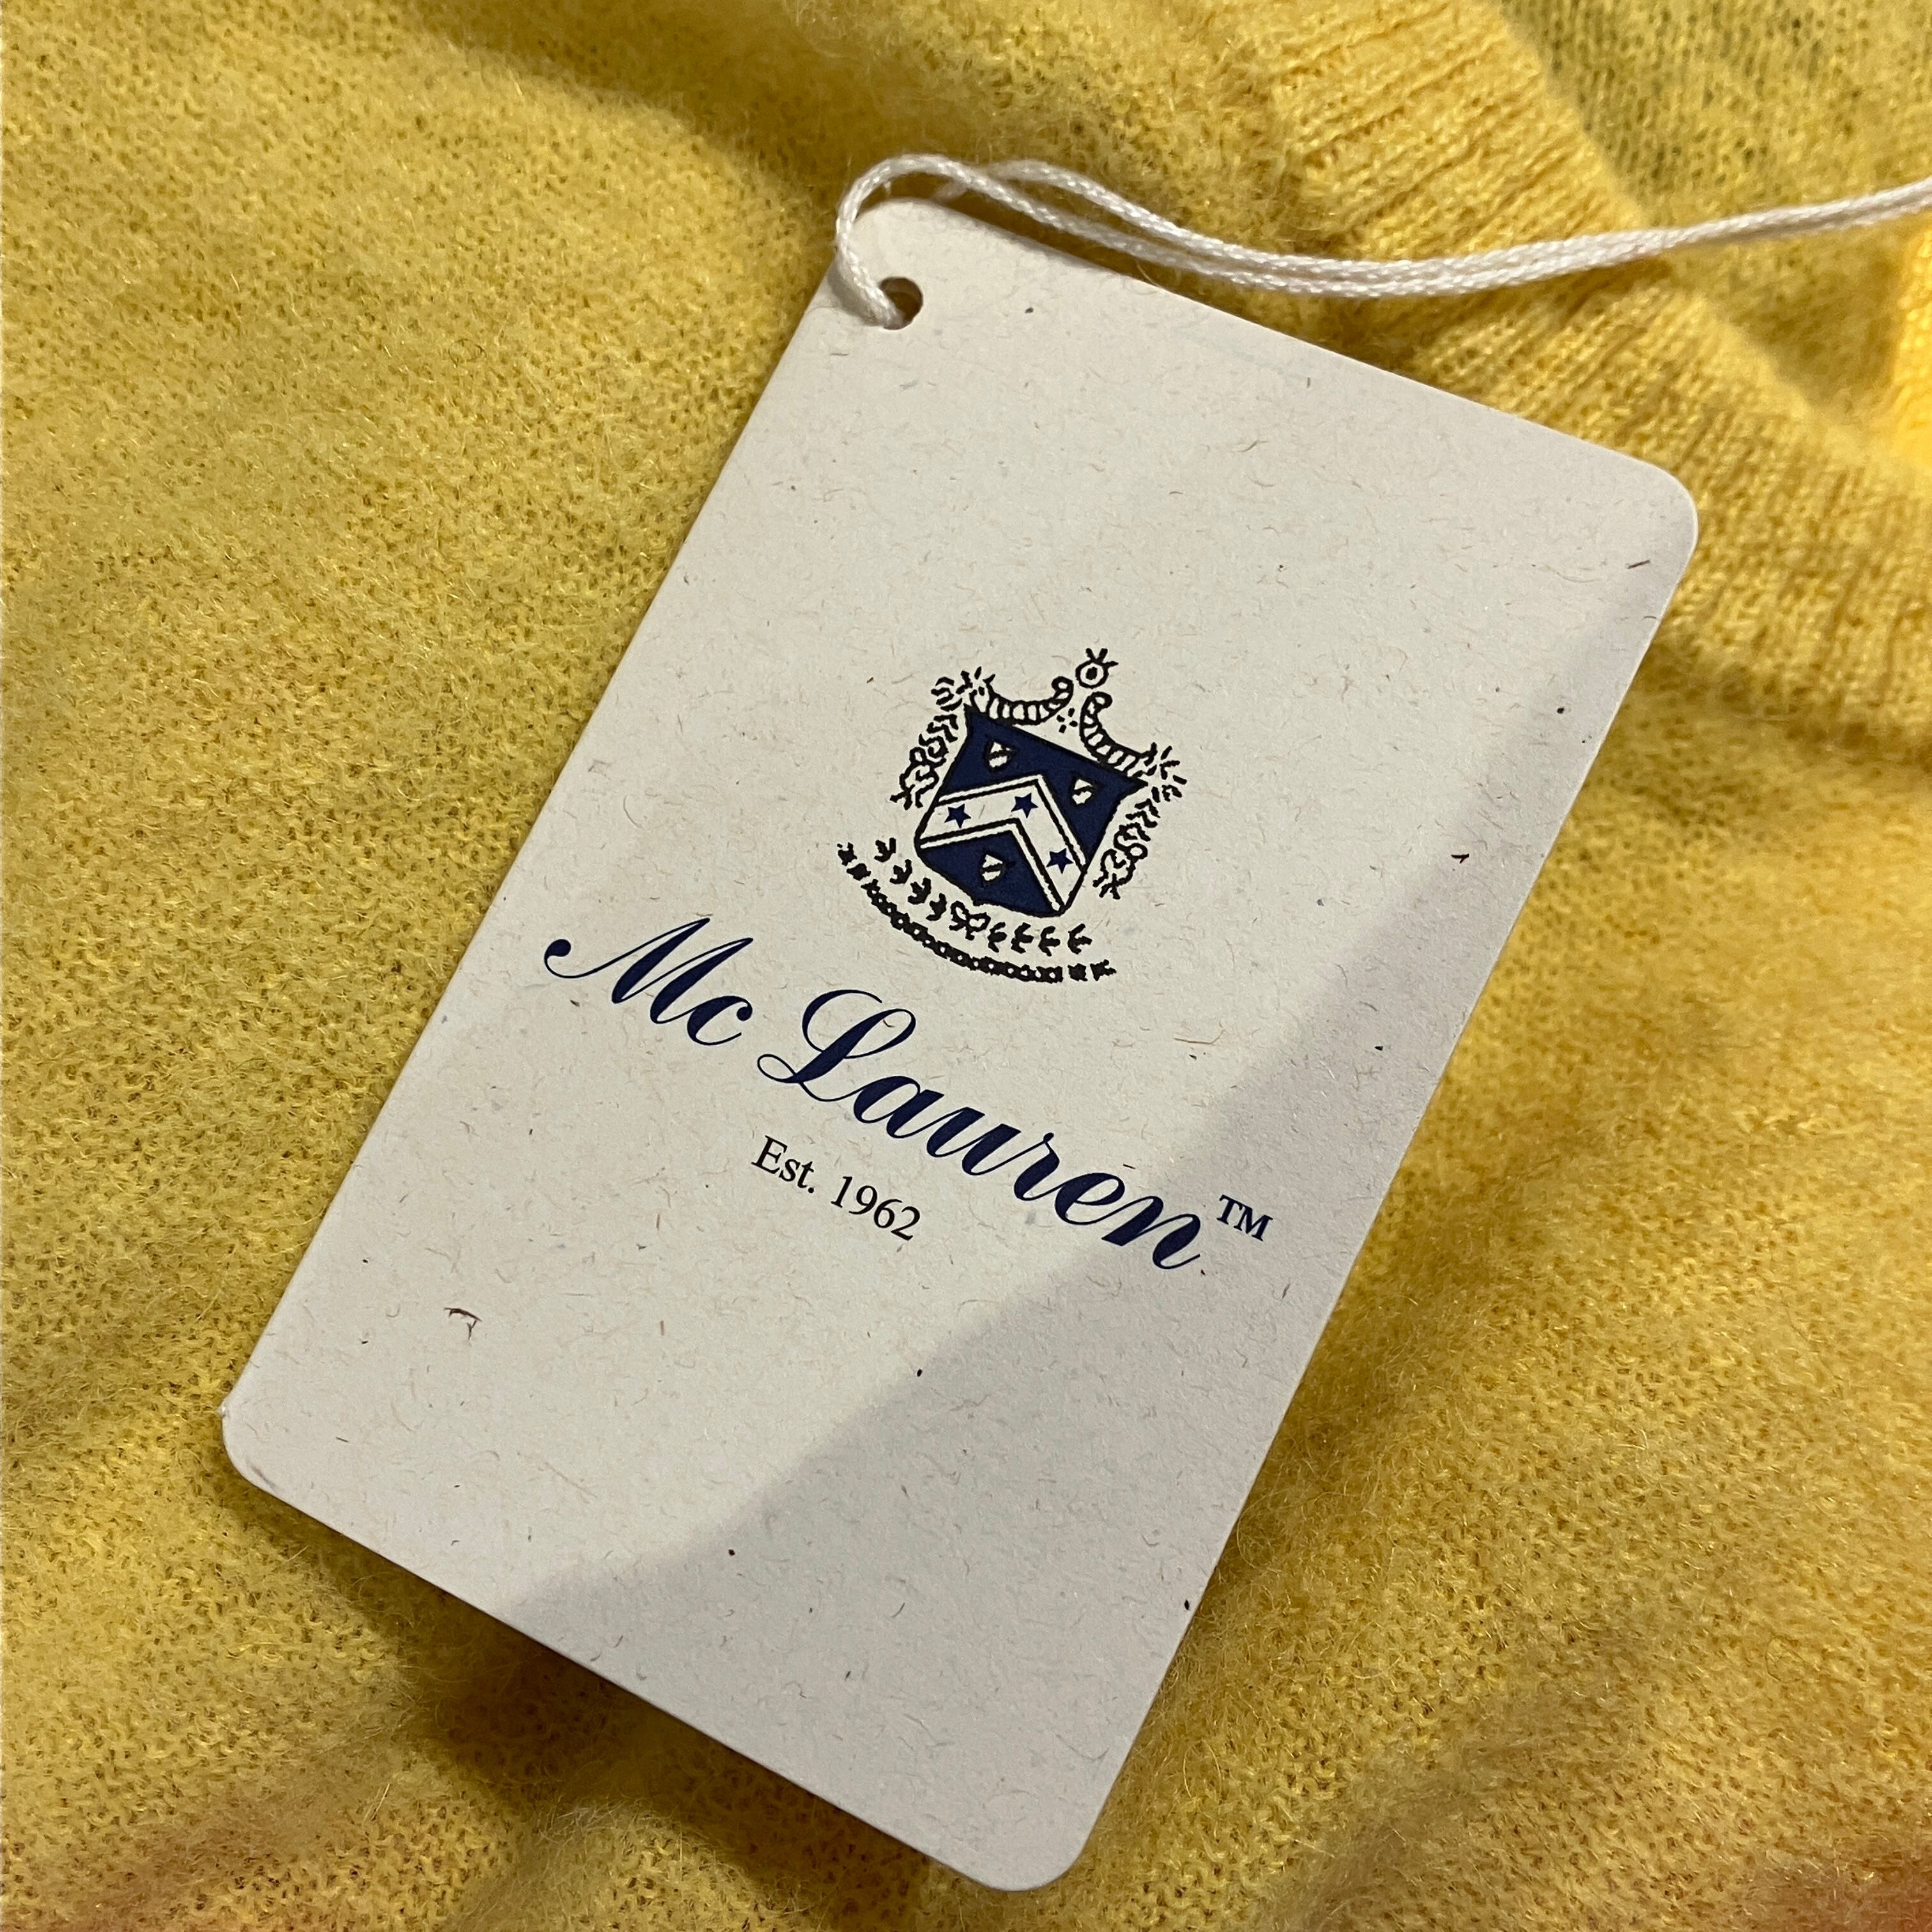 Mc Lauren™
Est. 1962